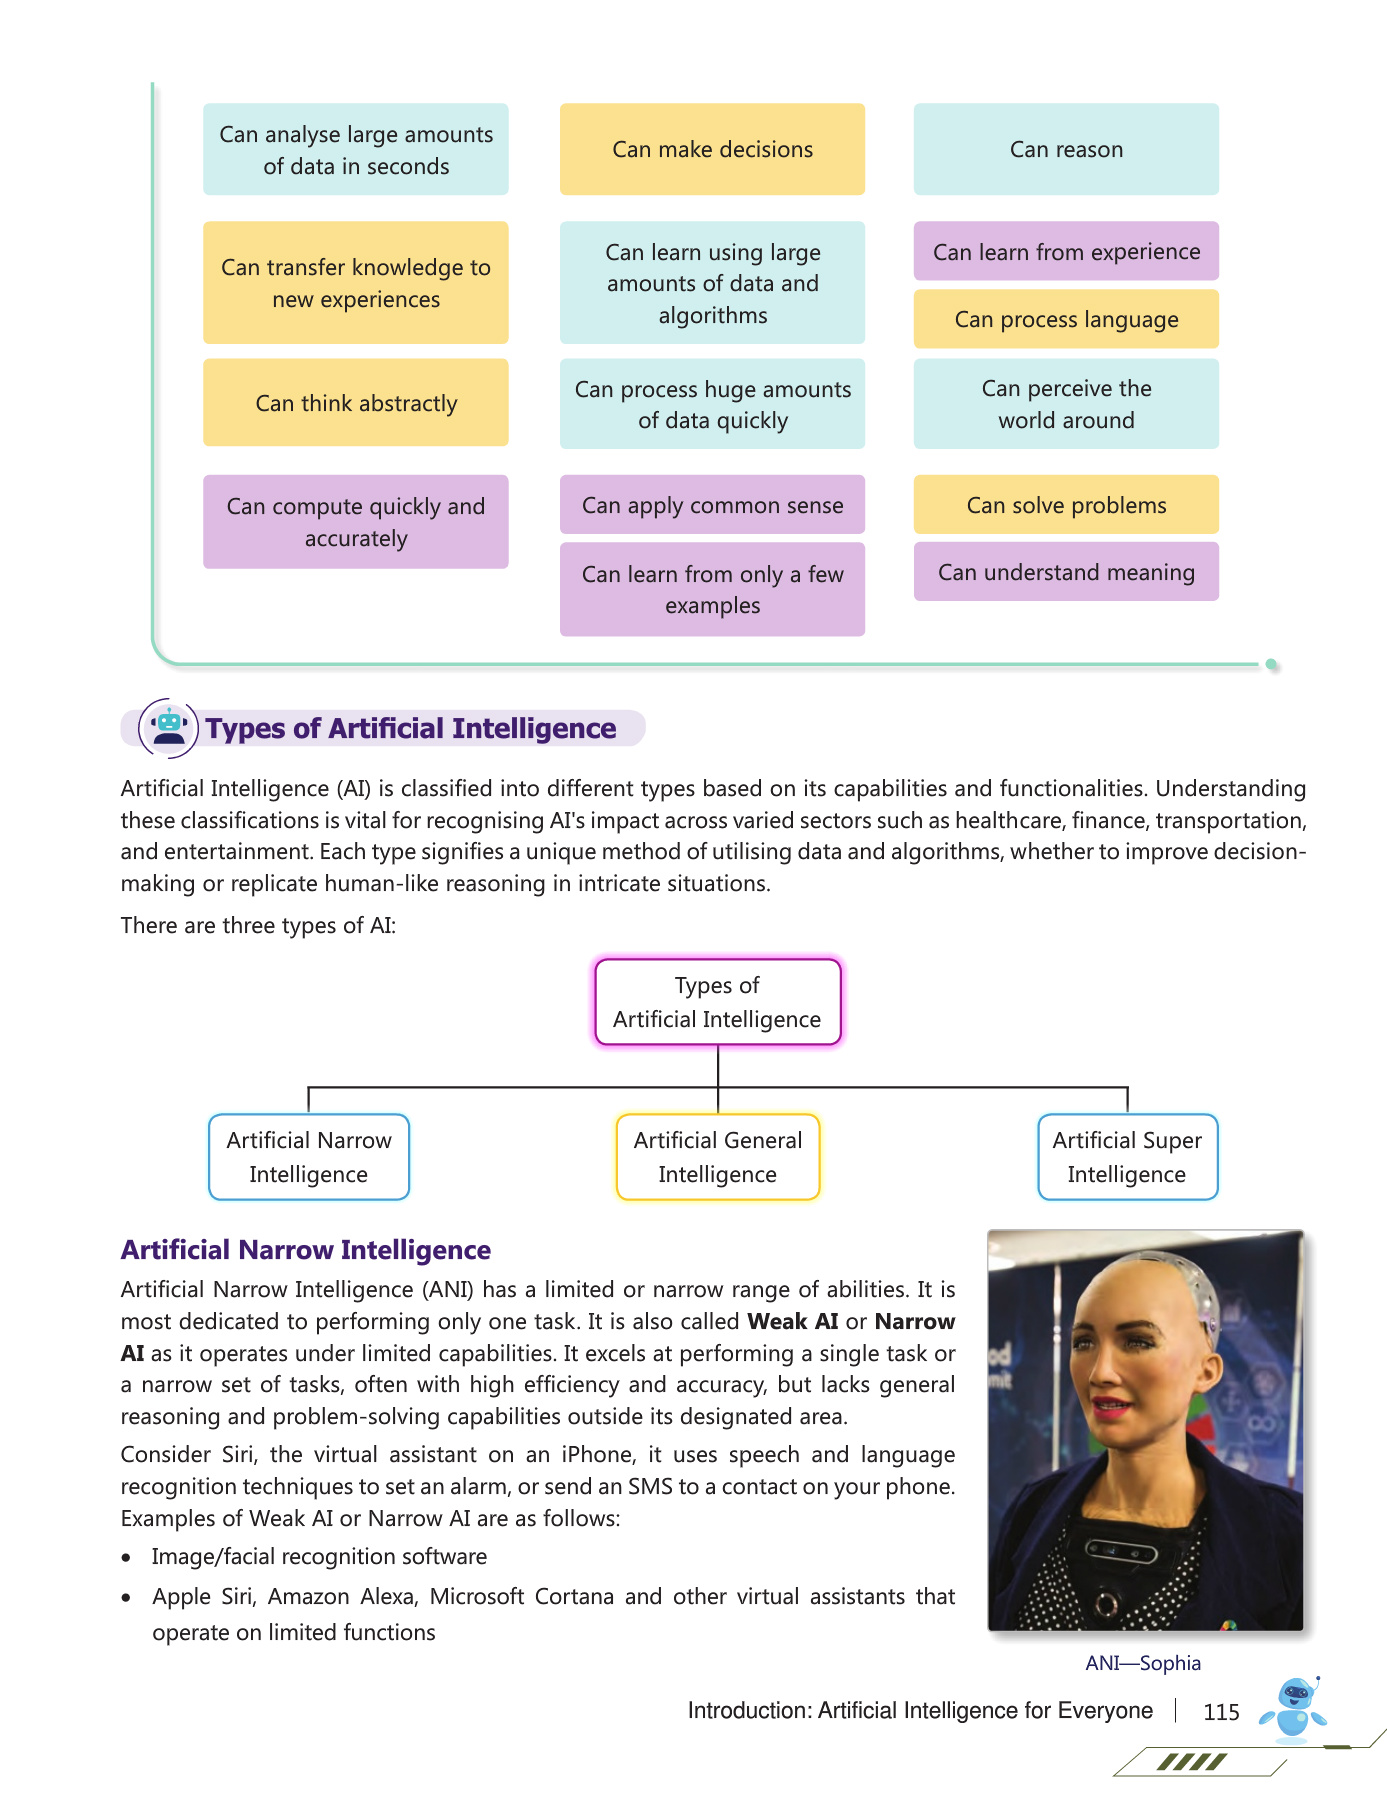 Can analyse large amounts
of data in seconds
Can make decisions
Can reason
Can transfer knowledge to
new experiences
Can learn using large
amounts of data and
algorithms
Can learn from experience
Can process language
Can think abstractly
Can process huge amounts
of data quickly
Can perceive the
world around
Can compute quickly and
accurately
Can apply common sense
Can learn from only a few
examples
Can solve problems
Can understand meaning
Types of Artificial Intelligence
Artificial Intelligence (AI) is classified into different types based on its capabilities and functionalities. Understanding
these classifications is vital for recognising AI's impact across varied sectors such as healthcare, finance, transportation,
and entertainment. Each type signifies a unique method of utilising data and algorithms, whether to improve decision-
making or replicate human-like reasoning in intricate situations.
There are three types of AI:
Types of
Artificial Intelligence
Artificial Narrow
Intelligence
Artificial General
Intelligence
Artificial Super
Intelligence
Artificial Narrow Intelligence
Artificial Narrow Intelligence (ANI) has a limited or narrow range of abilities. It is
most dedicated to performing only one task. It is also called Weak AI or Narrow
AI as it operates under limited capabilities. It excels at performing a single task or
a narrow set of tasks, often with high efficiency and accuracy, but lacks general
reasoning and problem-solving capabilities outside its designated area.
Consider Siri, the virtual assistant on an iPhone, it uses speech and language
recognition techniques to set an alarm, or send an SMS to a contact on your phone.
Examples of Weak AI or Narrow AI are as follows:
• Image/facial recognition software
• Apple Siri, Amazon Alexa, Microsoft Cortana and other virtual assistants that
operate on limited functions
ANI—Sophia
Introduction: Artificial Intelligence for Everyone
115